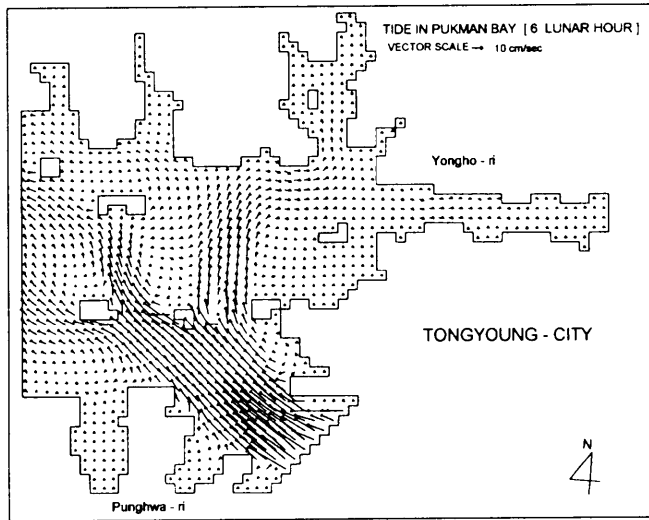 TIDE IN PUKMAN BAY [ 6 LUNAR HOUR ]
VECTOR SCALE → 10 cm/sec
Yongho - ri
TONGYOUNG - CITY
N
Punghwa - ri